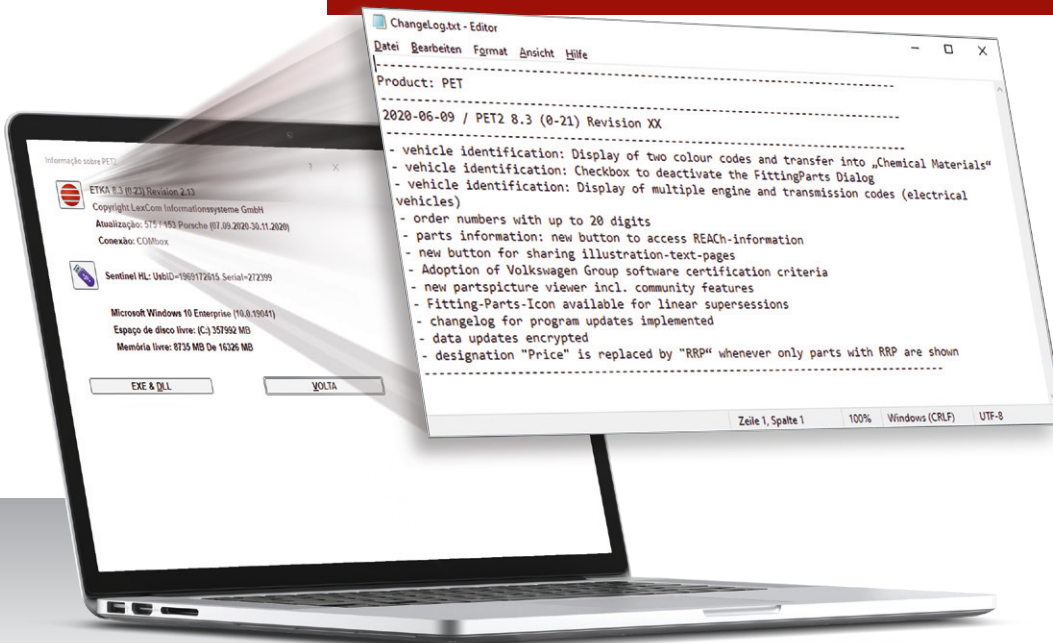 ChangeLog.txt - Editor
Datei Bearbeiten Format Ansicht Hilfe
Product: PET
2020-06-09 / PET2 8.3 (0-21) Revision XX
- vehicle identification: Display of two colour codes and transfer into „Chemical Materials“
- vehicle identification: Checkbox to deactivate the FittingParts Dialog
- vehicle identification: Display of multiple engine and transmission codes (electrical
vehicles)
- order numbers with up to 20 digits
- parts information: new button to access REACh-information
- new button for sharing illustration-text-pages
- Adoption of Volkswagen Group software certification criteria
- new partspicture viewer incl. community features
- Fitting-Parts-Icon available for linear supersessions
- changelog for program updates implemented
- data updates encrypted
- designation "Price" is replaced by "RRP“ whenever only parts with RRP are shown
Zeile 1, Spalte 1 100% Windows (CRLF) UTF-8
Informação sobre PET2
ETKA 8.3 (0-23) Revision 2.13
Copyright LexCom Informationssysteme GmbH
Atualização: 575 / 153 Porsche (07.09.2020-30.11.2020)
Conexão: COMbox
Sentinel HL: UsbID=1969172615 Serial=272399
Microsoft Windows 10 Enterprise (10.0.19041)
Espaço de disco livre: (C:) 357992 MB
Memória livre: 8735 MB De 16326 MB
EXE & DLL
VOLTA